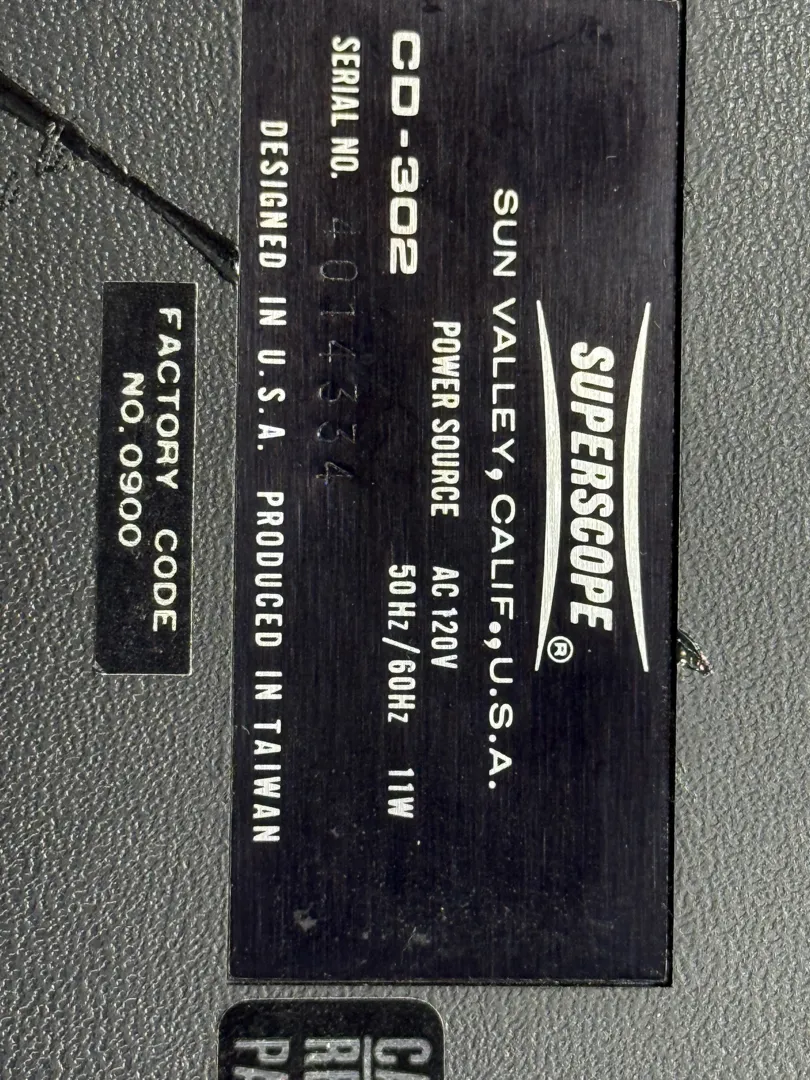 SUPERSCOPE®
SUN VALLEY, CALIF., U.S.A.
POWER SOURCE AC 120V
CD-302 50Hz/60Hz 11W
SERIAL NO. 4014334
DESIGNED IN U.S.A. PRODUCED IN TAIWAN
FACTORY CODE
NO. 0900